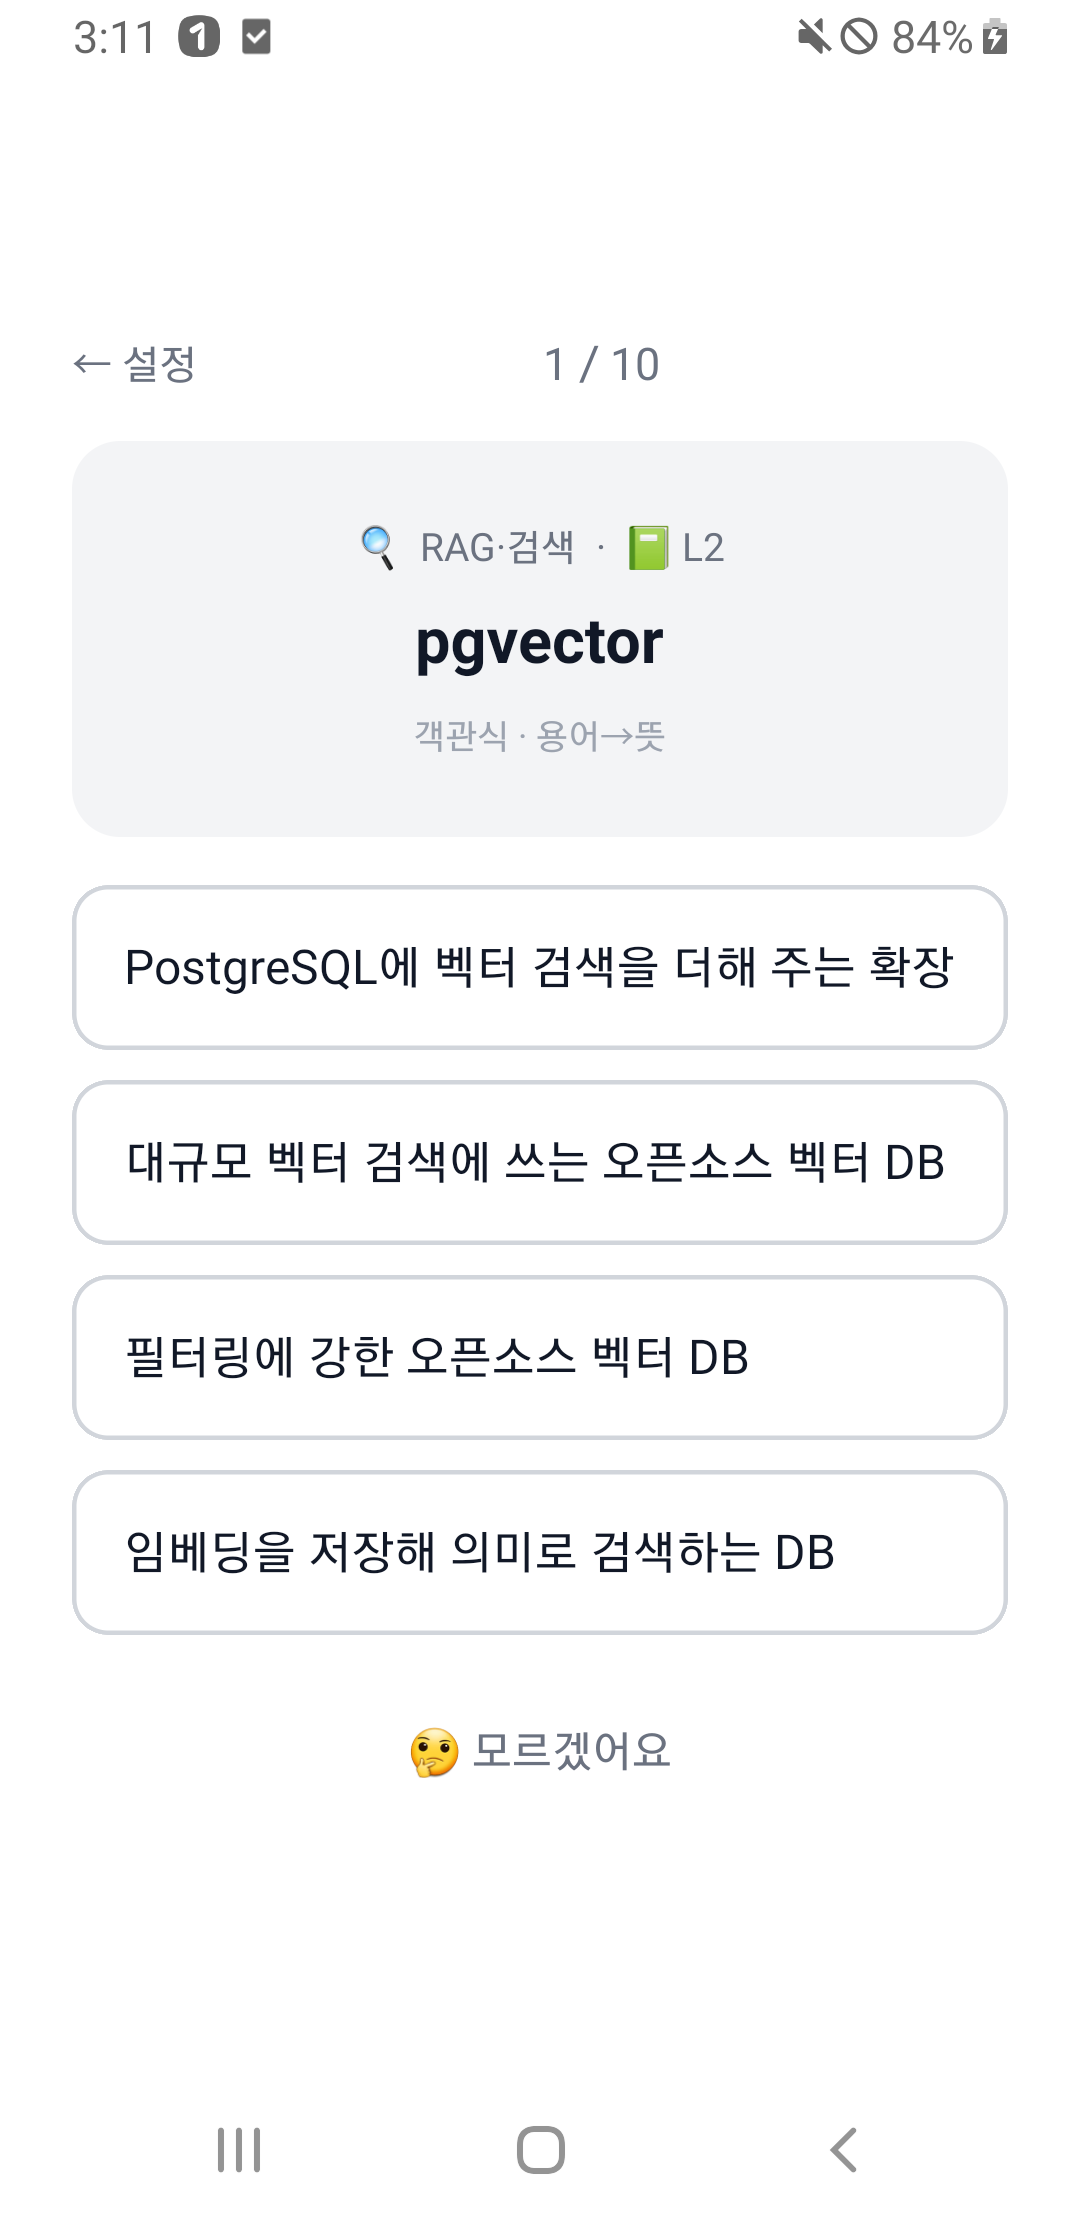 3:11
84%
← 설정
1 / 10
RAG·검색 · L2
pgvector
객관식 · 용어→뜻
PostgreSQL에 벡터 검색을 더해 주는 확장
대규모 벡터 검색에 쓰는 오픈소스 벡터 DB
필터링에 강한 오픈소스 벡터 DB
임베딩을 저장해 의미로 검색하는 DB
🤔 모르겠어요